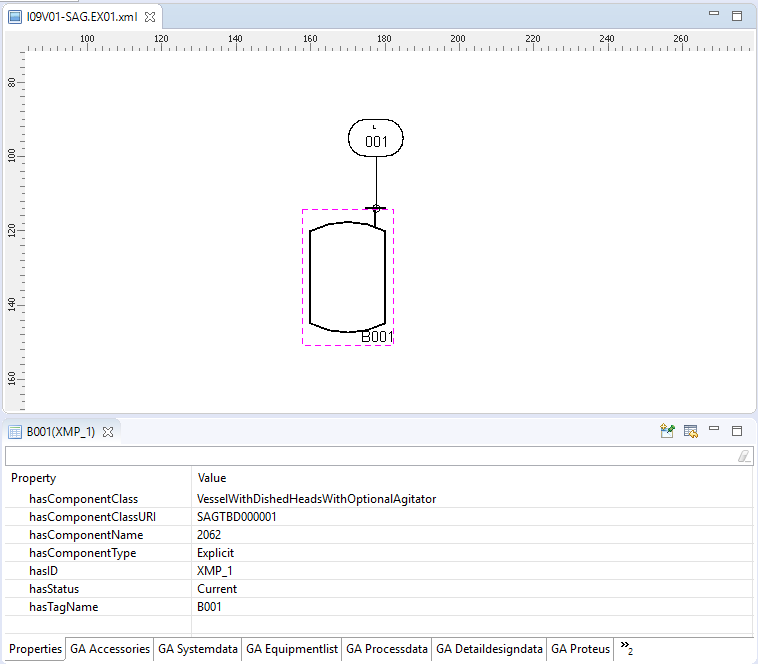 I09V01-SAG.EX01.xml
100 120 140 160 180 200 220 240 260
80
100
120
140
160
L
001
B001
B001(XMP_1)
Property Value
hasComponentClass VesselWithDishedHeadsWithOptionalAgitator
hasComponentClassURI SAGTBD000001
hasComponentName 2062
hasComponentType Explicit
hasID XMP_1
hasStatus Current
hasTagName B001
Properties GA Accessories GA Systemdata GA Equipmentlist GA Processdata GA Detaildesigndata GA Proteus »2